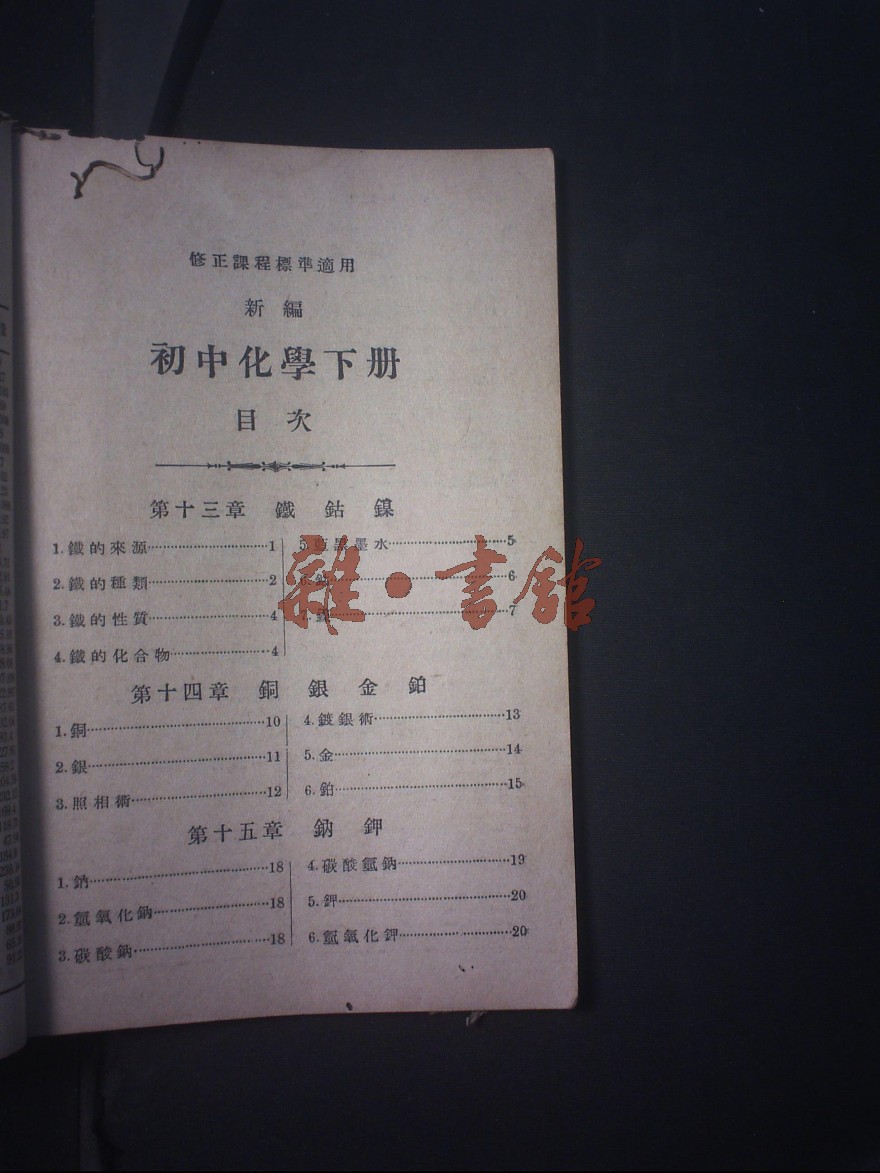 修正課程標準適用
新編
初中化學下册
目次
第十三章 鐵 鈷 鎳
1.鐵的來源 1
2.鐵的種類 2
3.鐵的性質 4
4.鐵的化合物 4
5. 墨水 5
6. 6
7. 7
第十四章 銅 銀 金 鉑
1.銅 10
2.銀 11
3.照相術 12
4.鍍銀術 13
5.金 14
6.鉑 15
第十五章 鈉 鉀
1.鈉 18
2.氫氧化鈉 18
3.碳酸鈉 18
4.碳酸氫鈉 19
5.鉀 20
6.氫氧化鉀 20
雜·書館